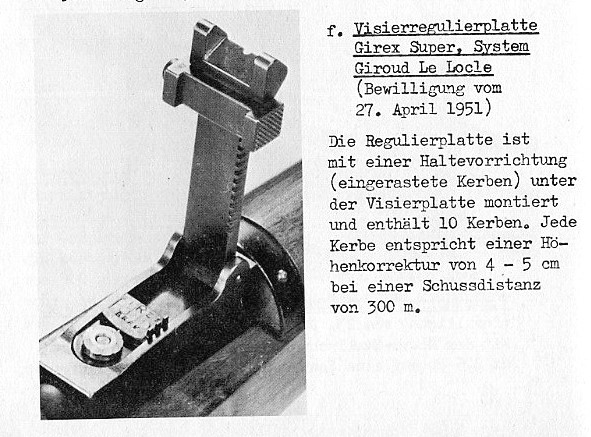 f. Visierregulierplatte
Girex Super, System
Giroud Le Locle
(Bewilligung vom
27. April 1951)
Die Regulierplatte ist
mit einer Haltevorrichtung
(eingerastete Kerben) unter
der Visierplatte montiert
und enthält 10 Kerben. Jede
Kerbe entspricht einer Hö-
henkorrektur von 4 - 5 cm
bei einer Schussdistanz
von 300 m.